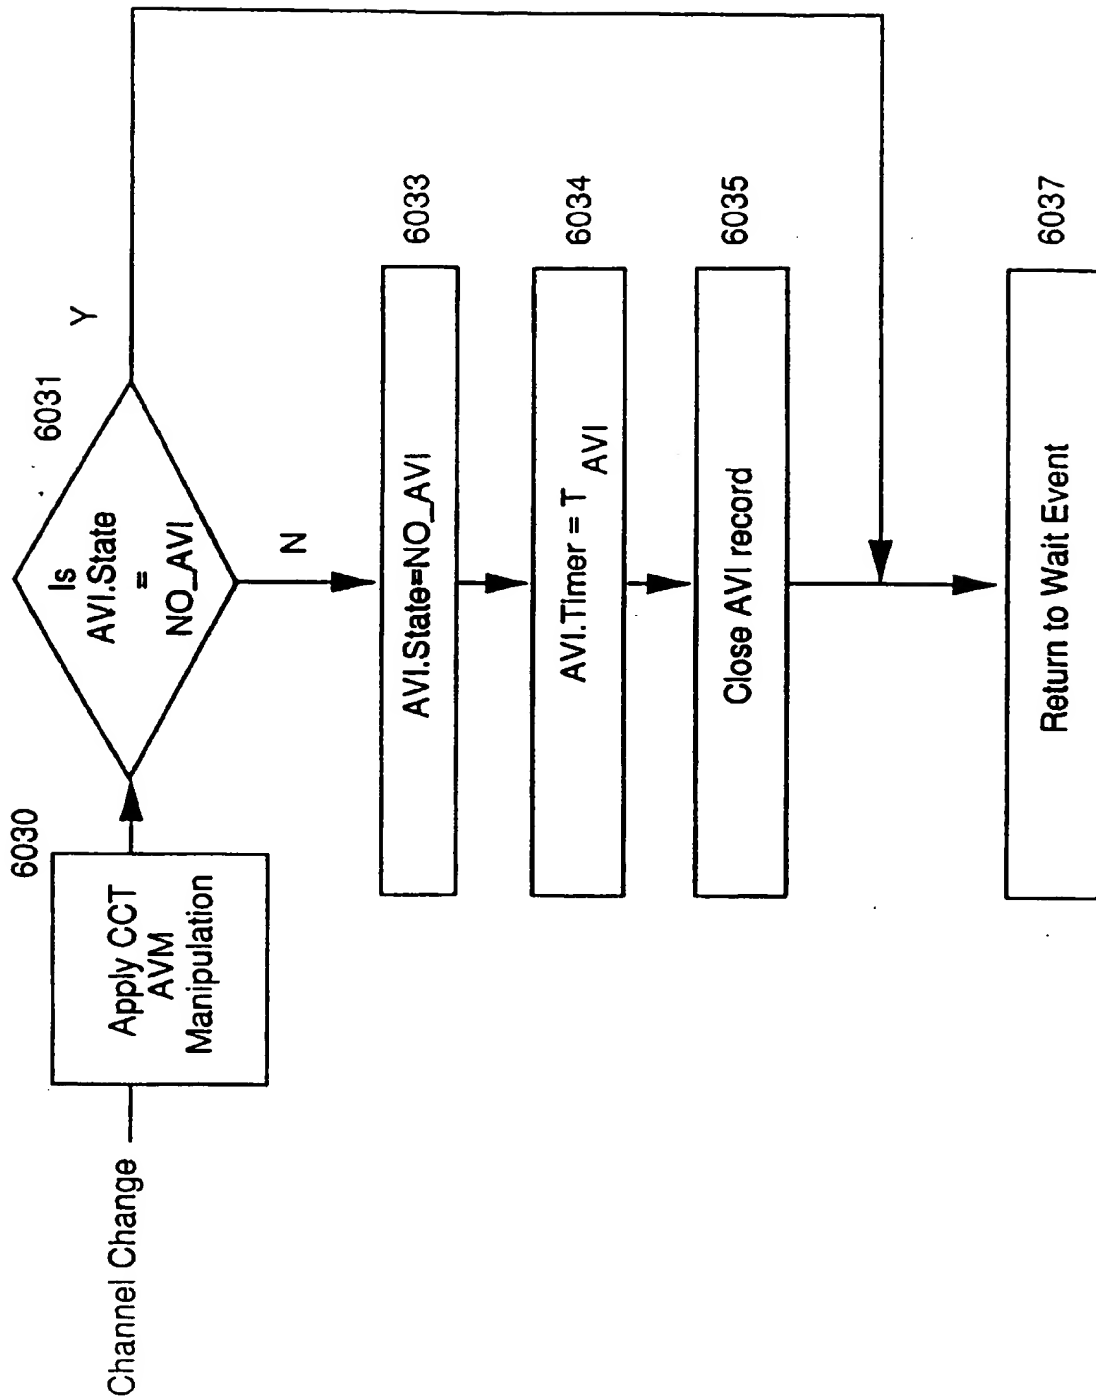 Channel Change
6030
Apply CCT
AVM
Manipulation
6031
Is
AVI.State
=
NO_AVI
Y
N
AVI.State=NO_AVI
6033
AVI.Timer = T AVI
6034
Close AVI record
6035
Return to Wait Event
6037